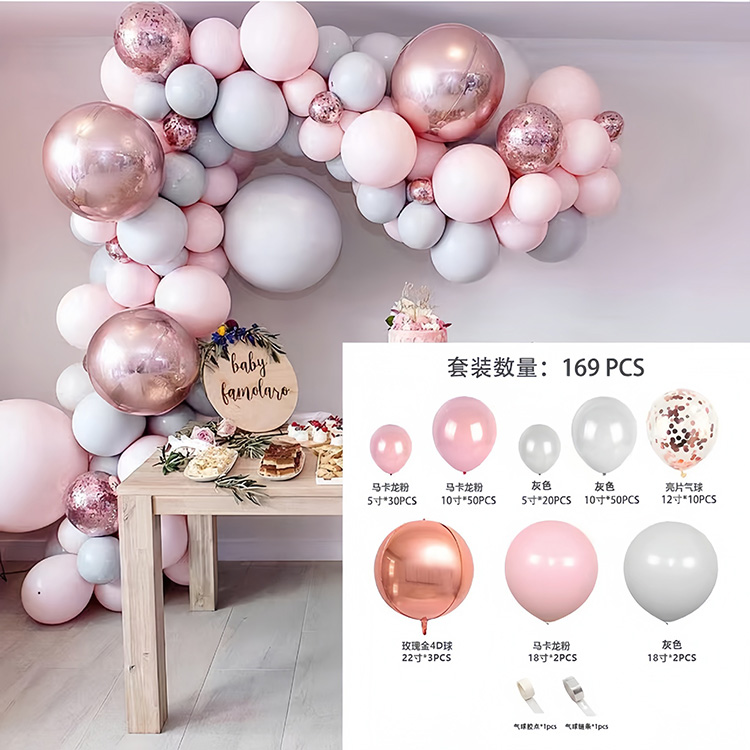 baby
famolaro
套装数量：169 PCS
马卡龙粉
5寸*30PCS
马卡龙粉
10寸*50PCS
灰色
5寸*20PCS
灰色
10寸*50PCS
亮片气球
12寸*10PCS
玫瑰金4D球
22寸*3PCS
马卡龙粉
18寸*2PCS
灰色
18寸*2PCS
气球胶点*1pcs
气球链条*1pcs